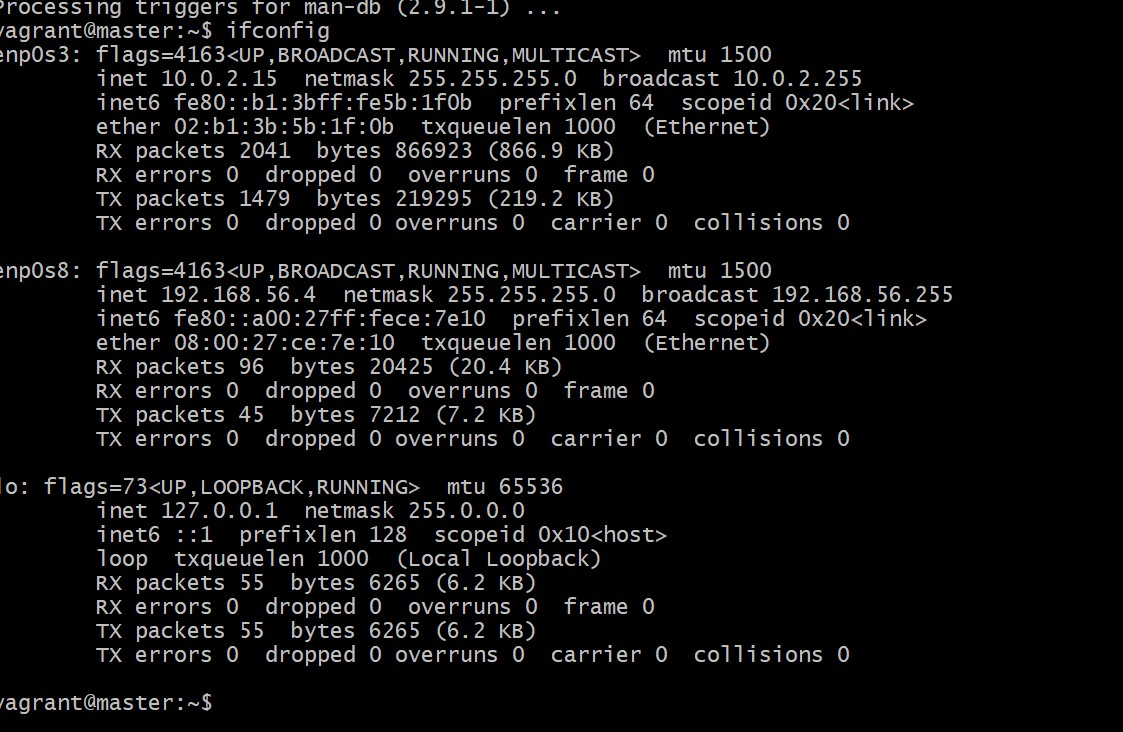 Processing triggers for man-db (2.9.1-1) ...
vagrant@master:~$ ifconfig
enp0s3: flags=4163<UP,BROADCAST,RUNNING,MULTICAST>  mtu 1500
        inet 10.0.2.15  netmask 255.255.255.0  broadcast 10.0.2.255
        inet6 fe80::b1:3bff:fe5b:1f0b  prefixlen 64  scopeid 0x20<link>
        ether 02:b1:3b:5b:1f:0b  txqueuelen 1000  (Ethernet)
        RX packets 2041  bytes 866923 (866.9 KB)
        RX errors 0  dropped 0  overruns 0  frame 0
        TX packets 1479  bytes 219295 (219.2 KB)
        TX errors 0  dropped 0 overruns 0  carrier 0  collisions 0

enp0s8: flags=4163<UP,BROADCAST,RUNNING,MULTICAST>  mtu 1500
        inet 192.168.56.4  netmask 255.255.255.0  broadcast 192.168.56.255
        inet6 fe80::a00:27ff:fece:7e10  prefixlen 64  scopeid 0x20<link>
        ether 08:00:27:ce:7e:10  txqueuelen 1000  (Ethernet)
        RX packets 96  bytes 20425 (20.4 KB)
        RX errors 0  dropped 0  overruns 0  frame 0
        TX packets 45  bytes 7212 (7.2 KB)
        TX errors 0  dropped 0 overruns 0  carrier 0  collisions 0

lo: flags=73<UP,LOOPBACK,RUNNING>  mtu 65536
        inet 127.0.0.1  netmask 255.0.0.0
        inet6 ::1  prefixlen 128  scopeid 0x10<host>
        loop  txqueuelen 1000  (Local Loopback)
        RX packets 55  bytes 6265 (6.2 KB)
        RX errors 0  dropped 0  overruns 0  frame 0
        TX packets 55  bytes 6265 (6.2 KB)
        TX errors 0  dropped 0 overruns 0  carrier 0  collisions 0

vagrant@master:~$